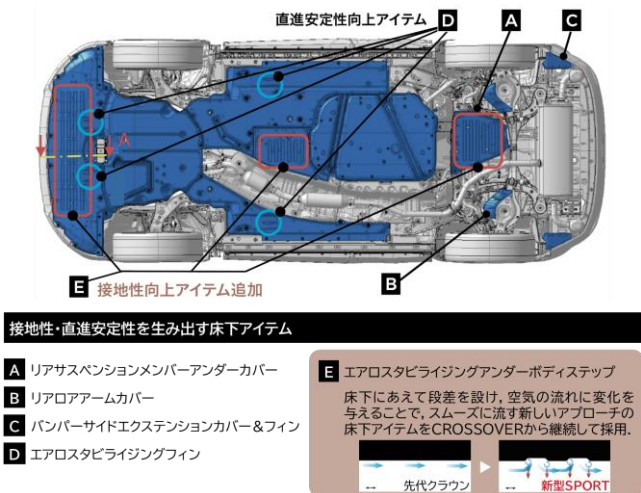 直進安定性向上アイテム
D
A
C
A
E
接地性向上アイテム追加
B
接地性・直進安定性を生み出す床下アイテム
A リアサスペンションメンバーアンダーカバー
B リアロアアームカバー
C バンパーサイドエクステンションカバー＆フィン
D エアロスタビライジングフィン
E エアロスタビライジングアンダーボディステップ
床下にあえて段差を設け，空気の流れに変化を
与えることで，スムーズに流す新しいアプローチの
床下アイテムをCROSSOVERから継続して採用．
先代クラウン
新型SPORT